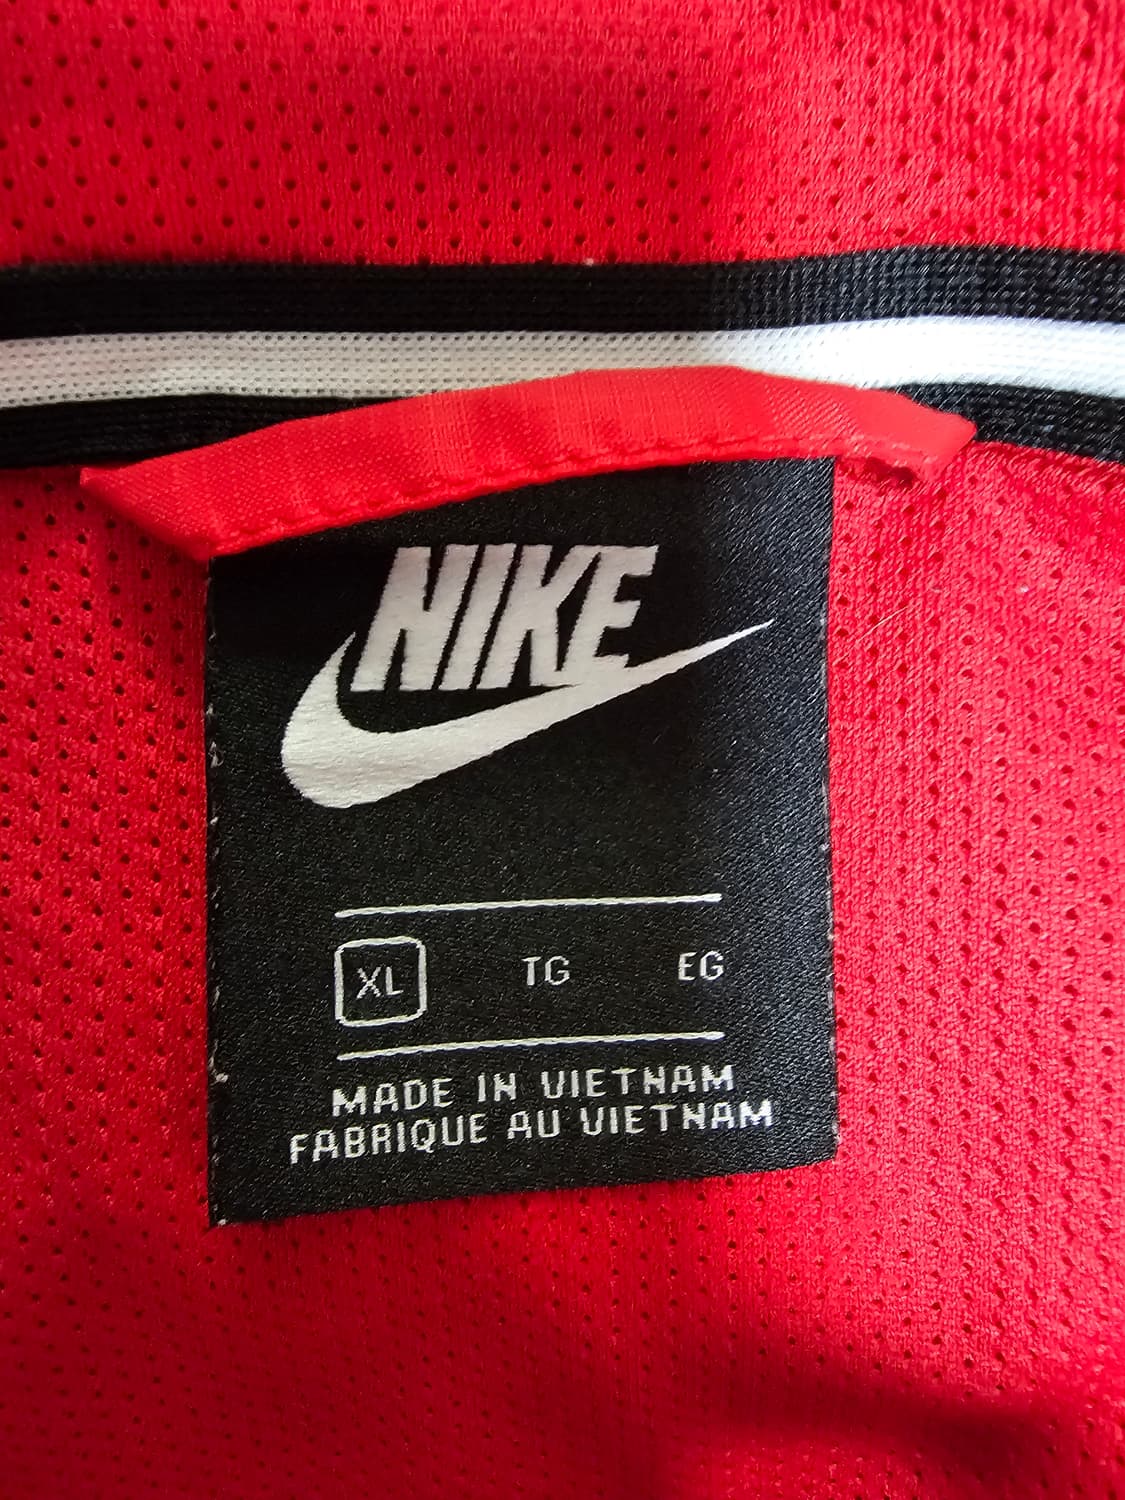 NIKE
XL TG EG
MADE IN VIETNAM
FABRIQUE AU VIETNAM